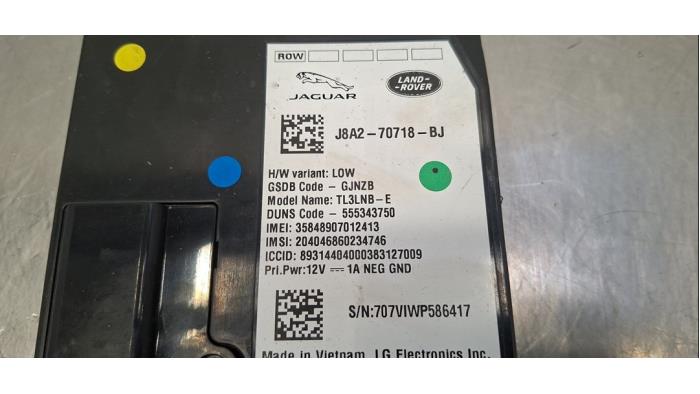 ROW
JAGUAR
LAND-
ROVER
J8A2-70718-BJ
H/W variant: LOW
GSDB Code - GJNZB
Model Name: TL3LNB-E
DUNS Code - 555343750
IMEI: 35848907012413
IMSI: 204046860234746
ICCID: 89314404000383127009
Pri.Pwr:12V 1A NEG GND
S/N:707VIWP586417
Made in Vietnam, LG Electronics Inc.